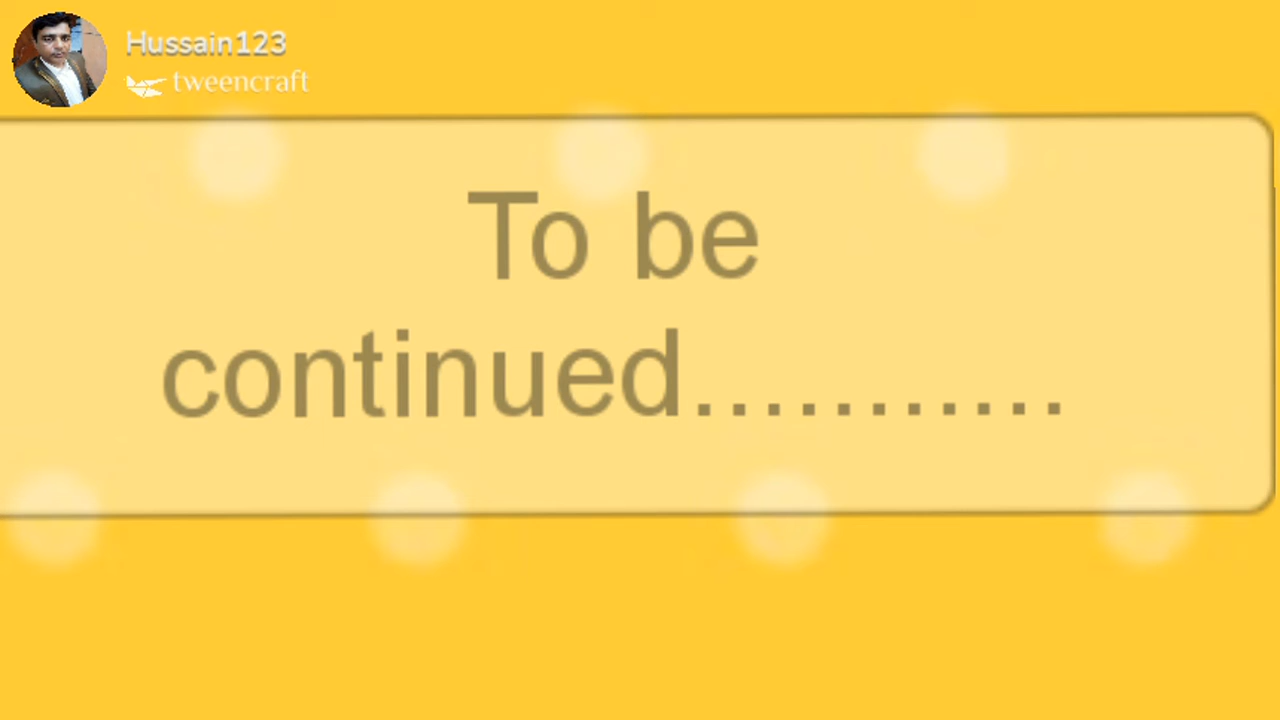 Hussain123
tweencraft
To be
continued...........